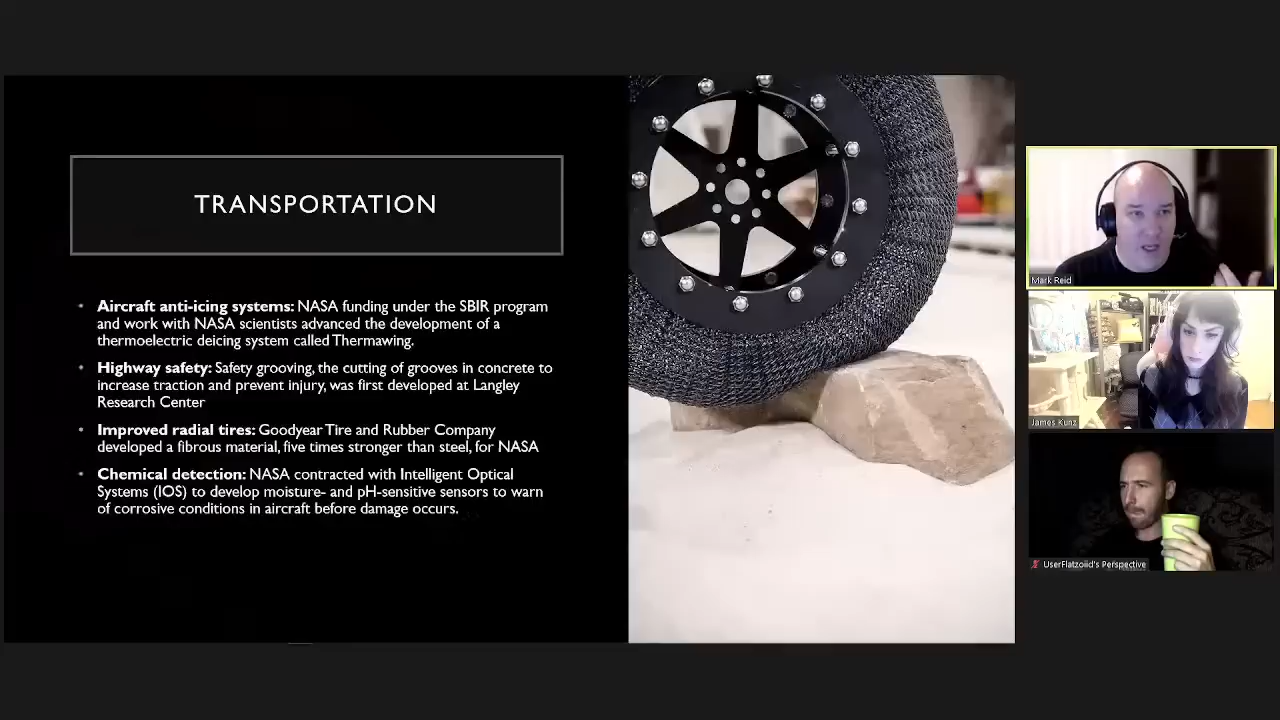 TRANSPORTATION
• Aircraft anti-icing systems: NASA funding under the SBIR program
and work with NASA scientists advanced the development of a
thermoelectric deicing system called Thermawing.
• Highway safety: Safety grooving, the cutting of grooves in concrete to
increase traction and prevent injury, was first developed at Langley
Research Center
• Improved radial tires: Goodyear Tire and Rubber Company
developed a fibrous material, five times stronger than steel, for NASA
• Chemical detection: NASA contracted with Intelligent Optical
Systems (IOS) to develop moisture- and pH-sensitive sensors to warn
of corrosive conditions in aircraft before damage occurs.
Mark Reid
James Kunz
UserFlatzoiid's Perspective